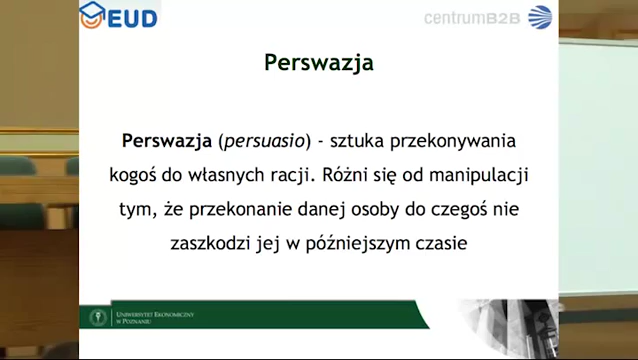 EUD
centrumB2B
Perswazja
Perswazja (persuasio) - sztuka przekonywania
kogoś do własnych racji. Różni się od manipulacji
tym, że przekonanie danej osoby do czegoś nie
zaszkodzi jej w późniejszym czasie
UNIWERSYTET EKONOMICZNY
W POZNANIU